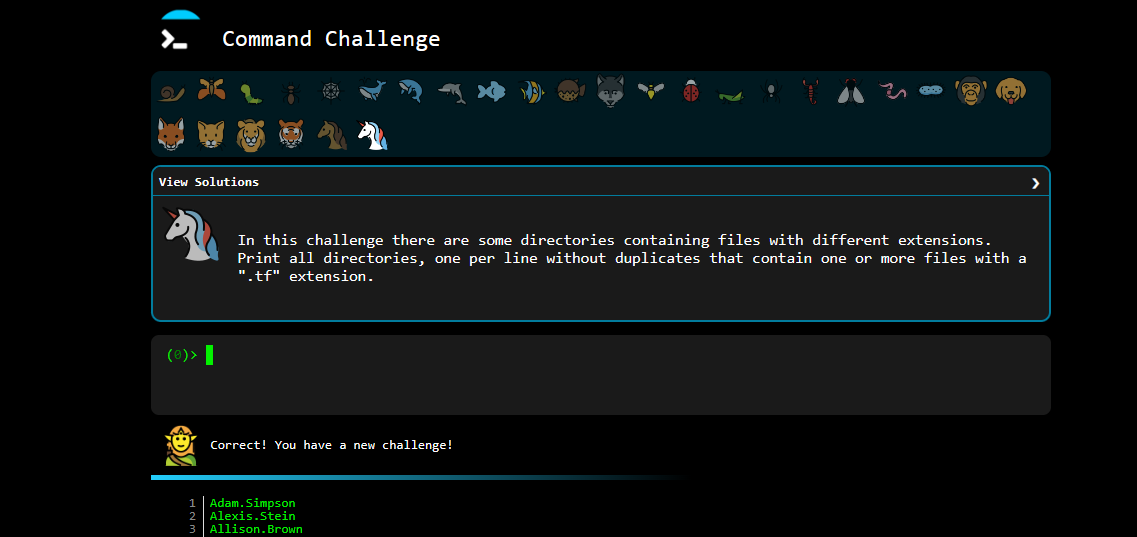 Command Challenge
View Solutions
In this challenge there are some directories containing files with different extensions.
Print all directories, one per line without duplicates that contain one or more files with a
".tf" extension.
(0)>
Correct! You have a new challenge!
1 Adam.Simpson
2 Alexis.Stein
3 Allison.Brown